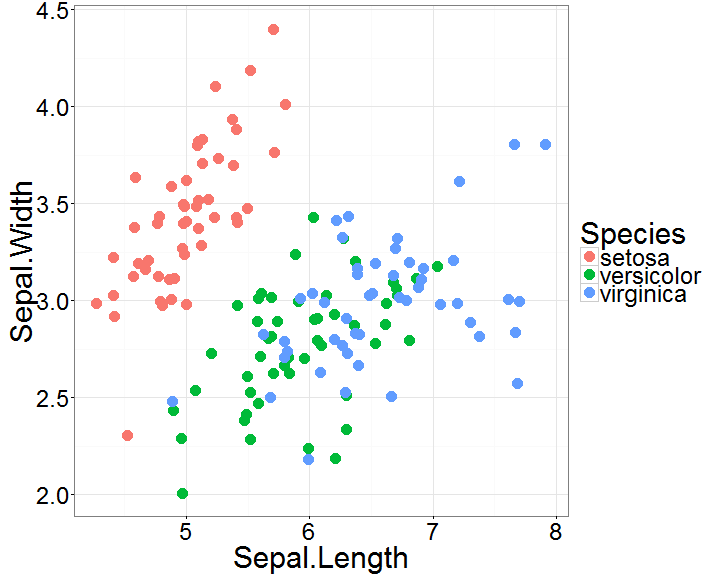 4.5
4.0
3.5
3.0
2.5
2.0
Sepal.Width
5
6
7
8
Sepal.Length
Species
setosa
versicolor
virginica